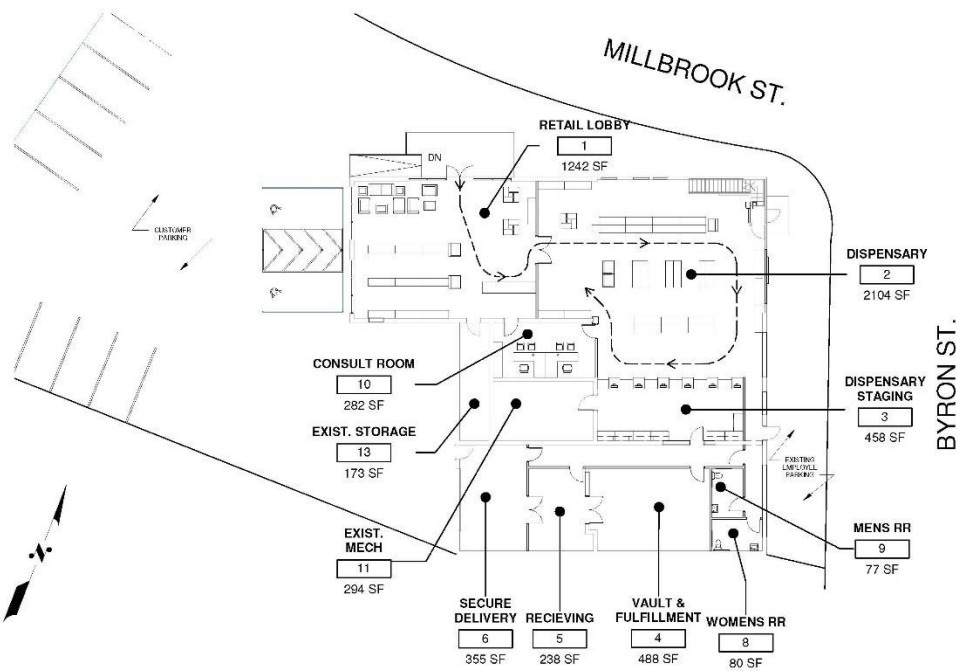 MILLBROOK ST.
RETAIL LOBBY
1
1242 SF
DN
CUSTOMER
PARKING
DISPENSARY
2
2104 SF
BYRON ST.
CONSULT ROOM
10
282 SF
DISPENSARY
STAGING
3
458 SF
EXIST. STORAGE
13
173 SF
EXISTING
EMPLOYEE
PARKING
EXIST.
MECH
11
294 SF
MENS RR
9
77 SF
SECURE
DELIVERY
6
355 SF
RECIEVING
5
238 SF
VAULT &
FULFILLMENT
4
488 SF
WOMENS RR
8
80 SF